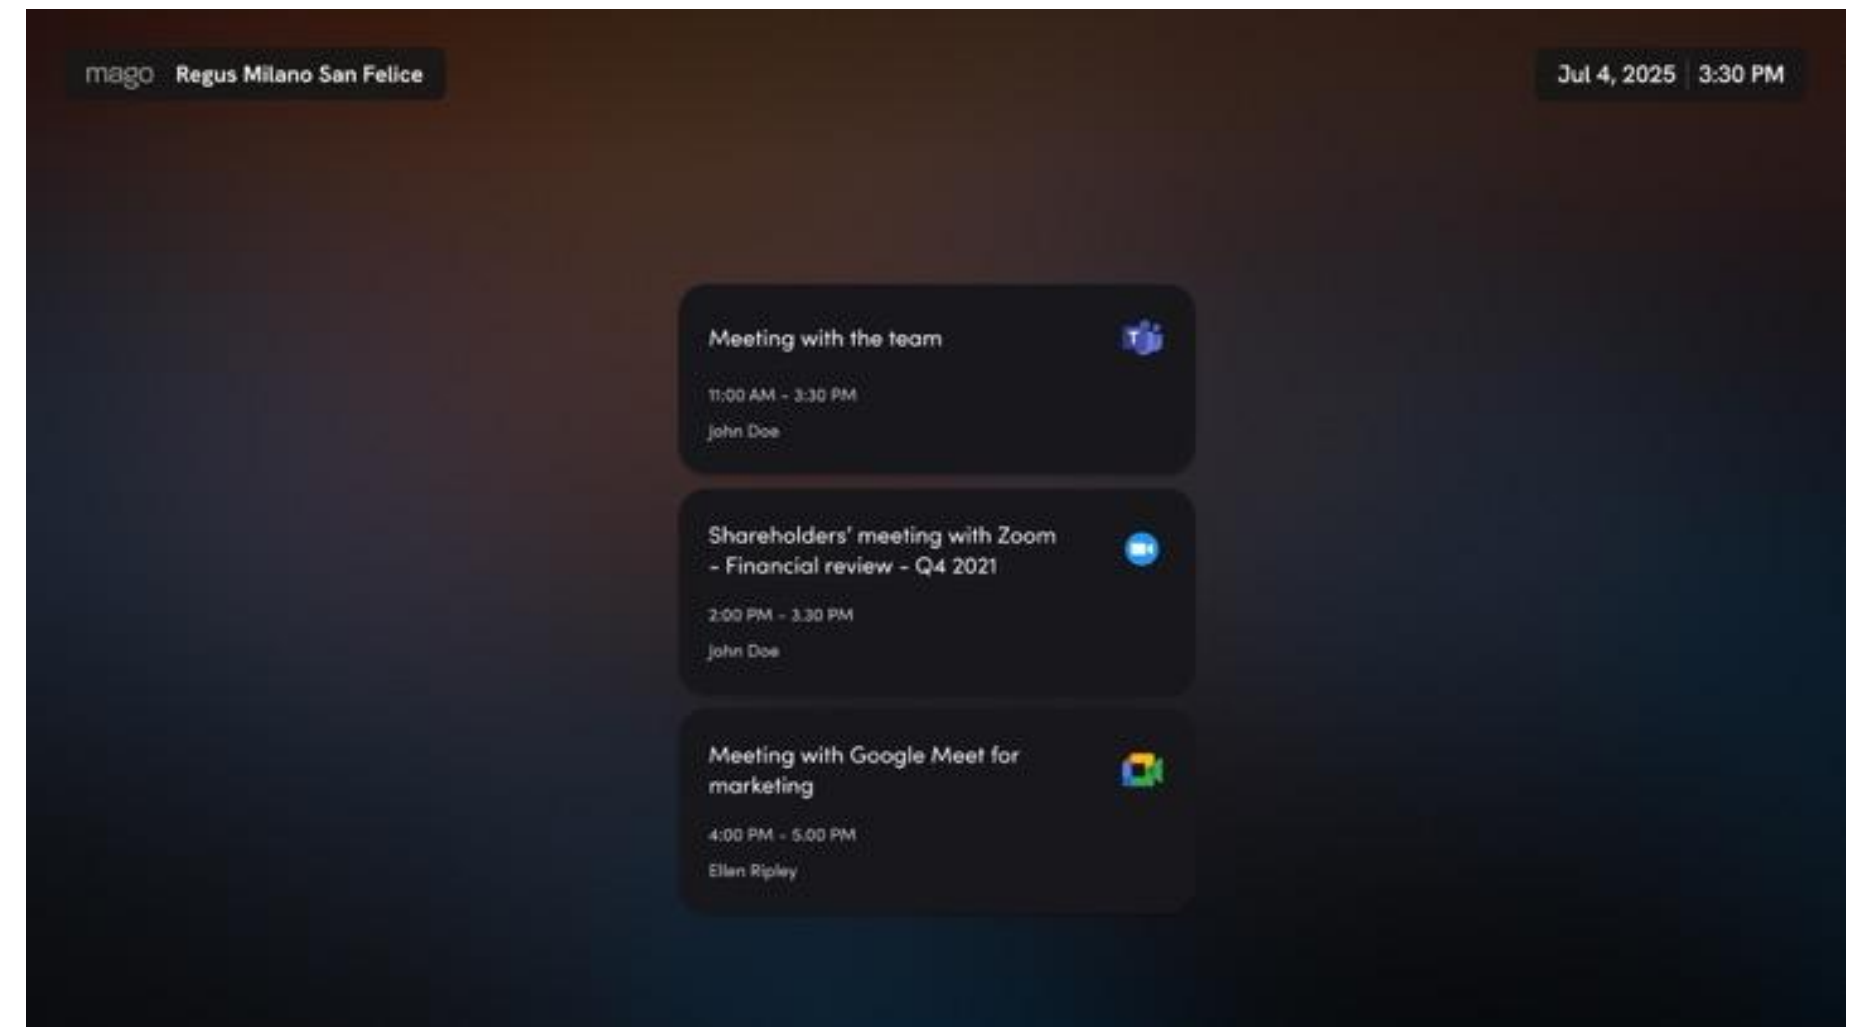 mago Regus Milano San Felice
Jul 4, 2025 3:30 PM
Meeting with the team
11:00 AM - 3:30 PM
John Doe
Shareholders' meeting with Zoom
- Financial review - Q4 2021
2:00 PM - 3.30 PM
John Doe
Meeting with Google Meet for
marketing
4:00 PM - 5.00 PM
Ellen Ripley